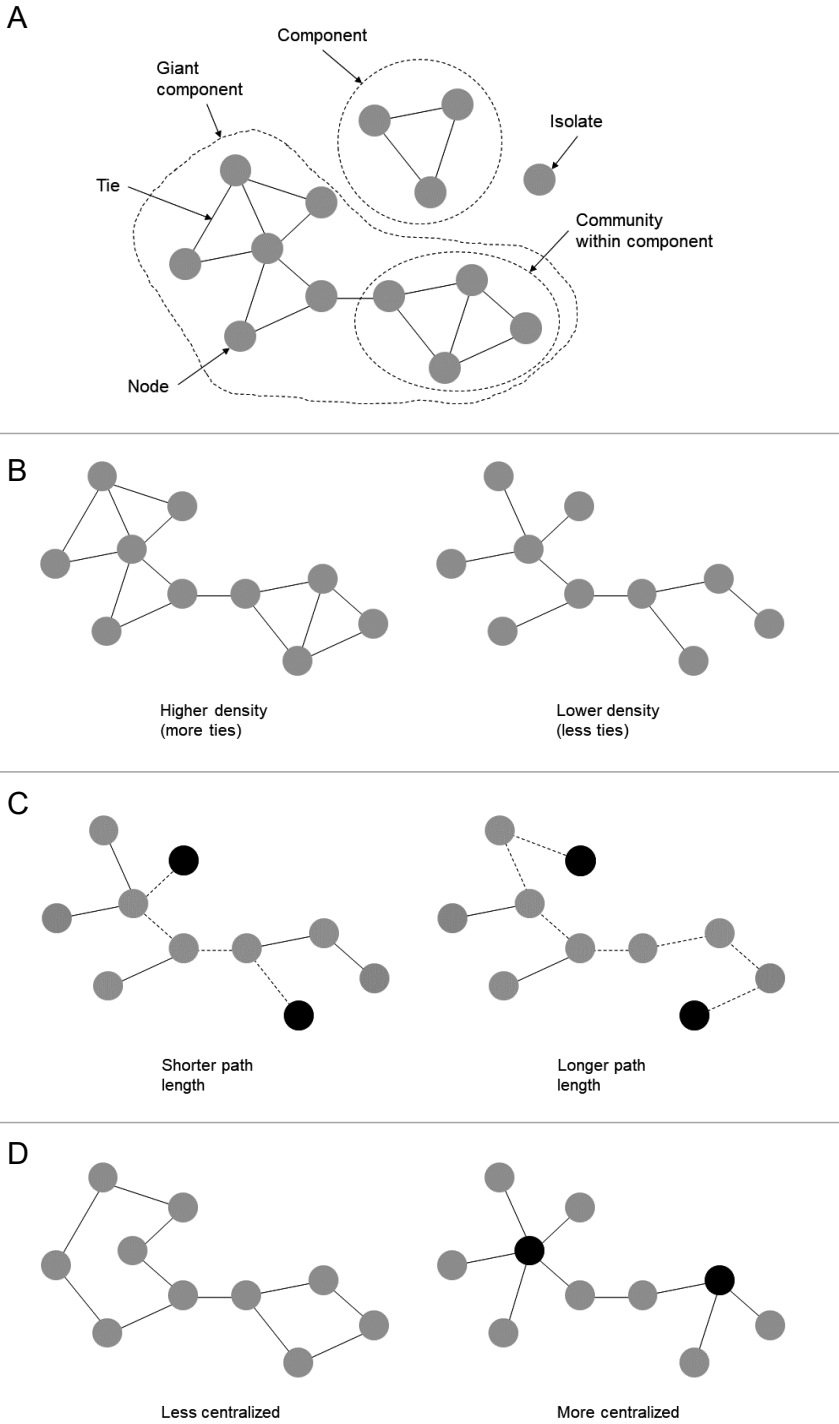 A
Component
Giant
component
Isolate
Tie
Community
within component
Node
B
Higher density
(more ties)
Lower density
(less ties)
C
Shorter path
length
Longer path
length
D
Less centralized
More centralized